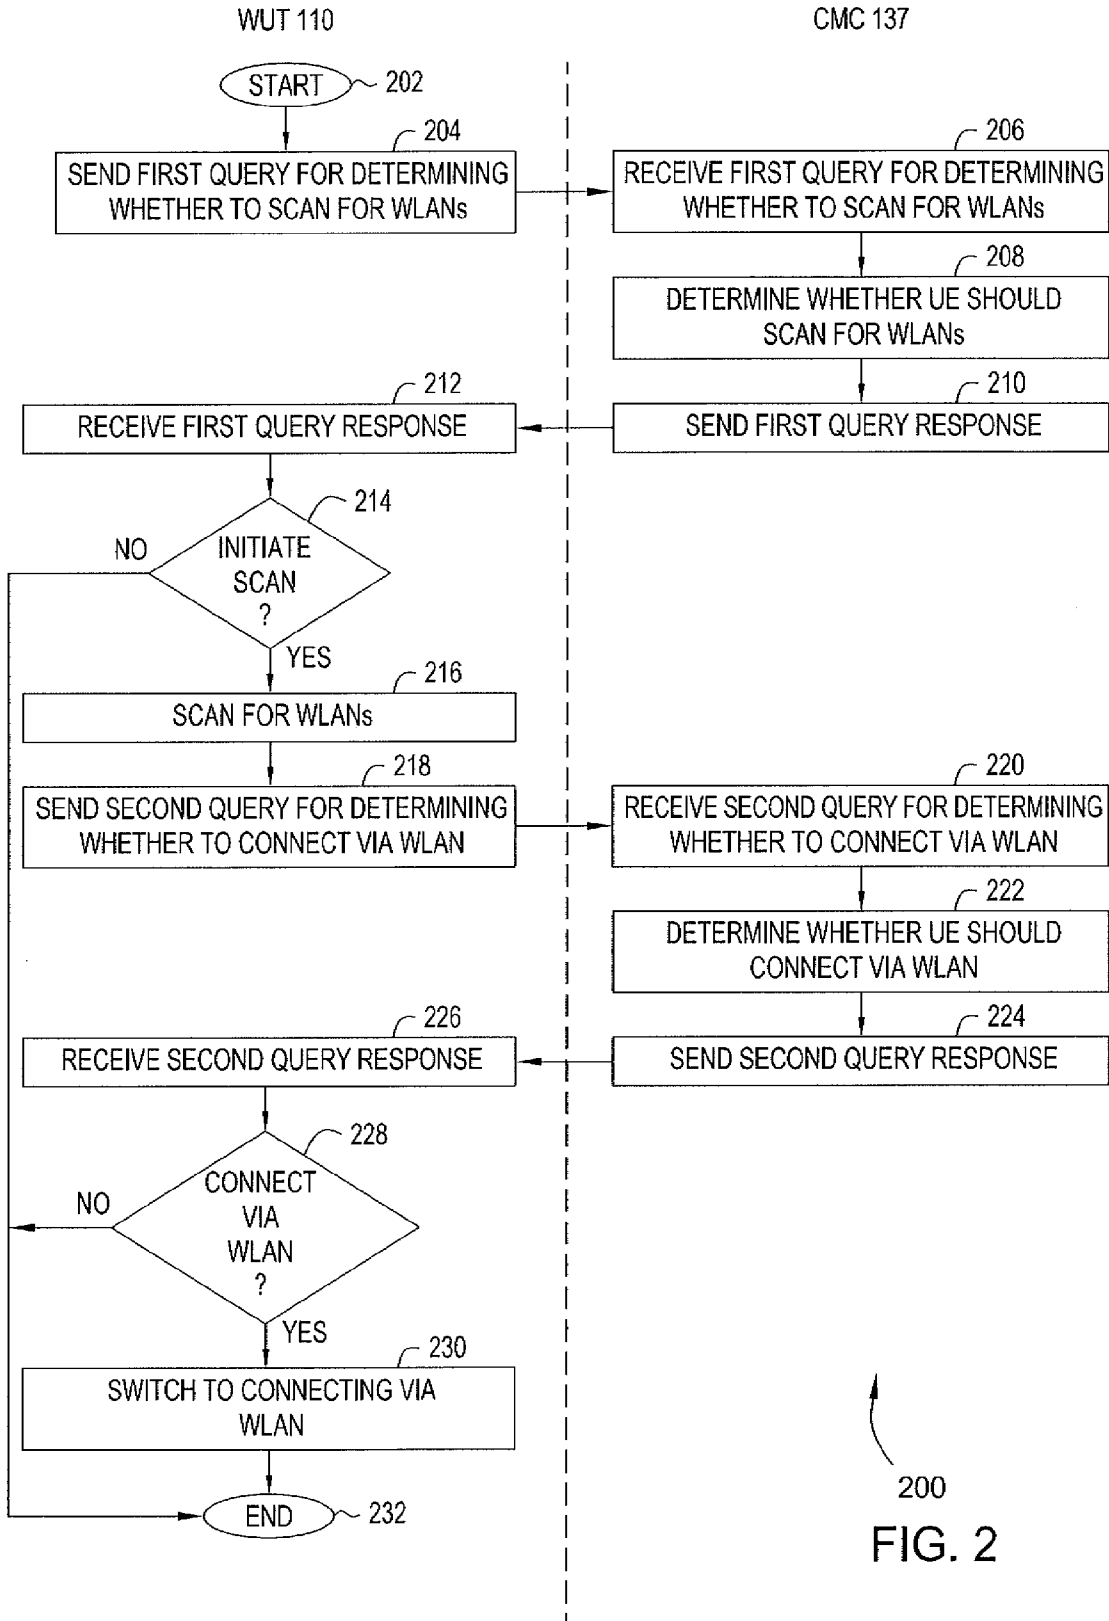 WUT 110
CMC 137
START
202
204
SEND FIRST QUERY FOR DETERMINING
WHETHER TO SCAN FOR WLANs
206
RECEIVE FIRST QUERY FOR DETERMINING
WHETHER TO SCAN FOR WLANs
208
DETERMINE WHETHER UE SHOULD
SCAN FOR WLANs
210
SEND FIRST QUERY RESPONSE
212
RECEIVE FIRST QUERY RESPONSE
214
INITIATE
SCAN
?
NO
YES
216
SCAN FOR WLANs
218
SEND SECOND QUERY FOR DETERMINING
WHETHER TO CONNECT VIA WLAN
220
RECEIVE SECOND QUERY FOR DETERMINING
WHETHER TO CONNECT VIA WLAN
222
DETERMINE WHETHER UE SHOULD
CONNECT VIA WLAN
224
SEND SECOND QUERY RESPONSE
226
RECEIVE SECOND QUERY RESPONSE
228
CONNECT
VIA
WLAN
?
NO
YES
230
SWITCH TO CONNECTING VIA
WLAN
END
232
200
FIG. 2